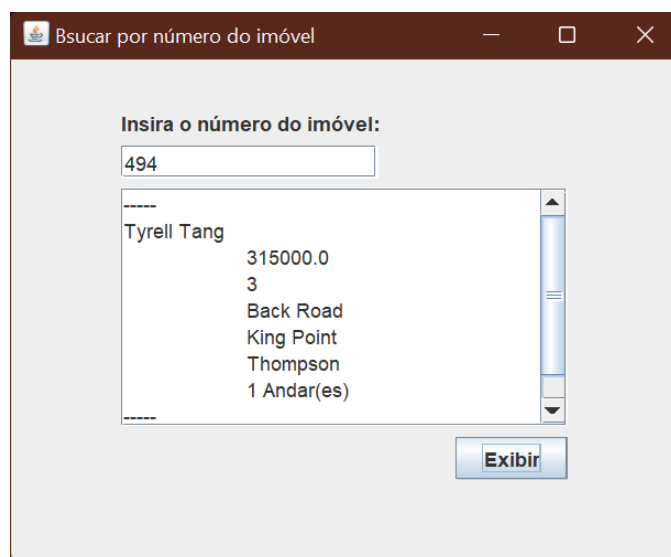 Bsucar por número do imóvel
Insira o número do imóvel:
494
-----
Tyrell Tang
315000.0
3
Back Road
King Point
Thompson
1 Andar(es)
-----
Exibir